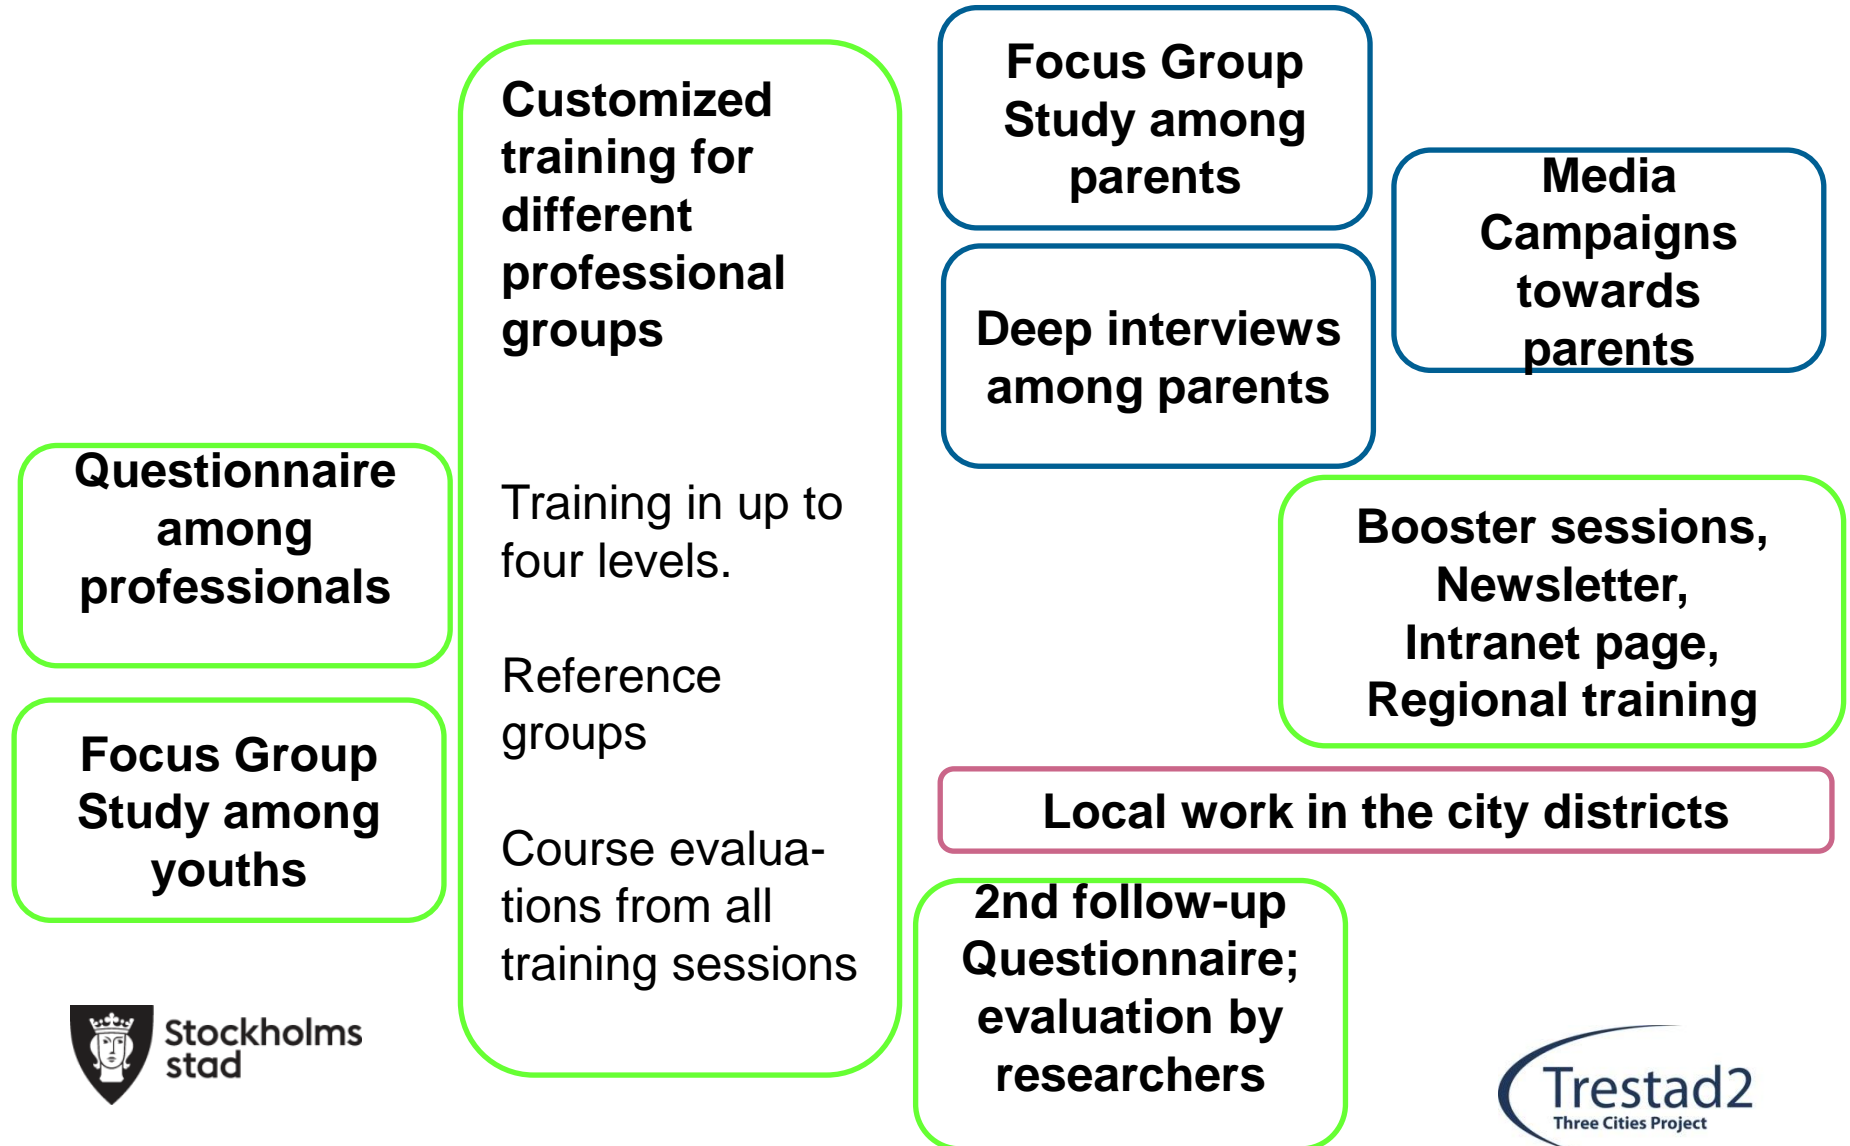 Customized
training for
different
professional
groups
Training in up to
four levels.
Reference
groups
Course evalua-
tions from all
training sessions
Questionnaire
among
professionals
Focus Group
Study among
youths
Focus Group
Study among
parents
Deep interviews
among parents
Media
Campaigns
towards
parents
Booster sessions,
Newsletter,
Intranet page,
Regional training
Local work in the city districts
2nd follow-up
Questionnaire;
evaluation by
researchers
Stockholms
stad
Trestad2
Three Cities Project